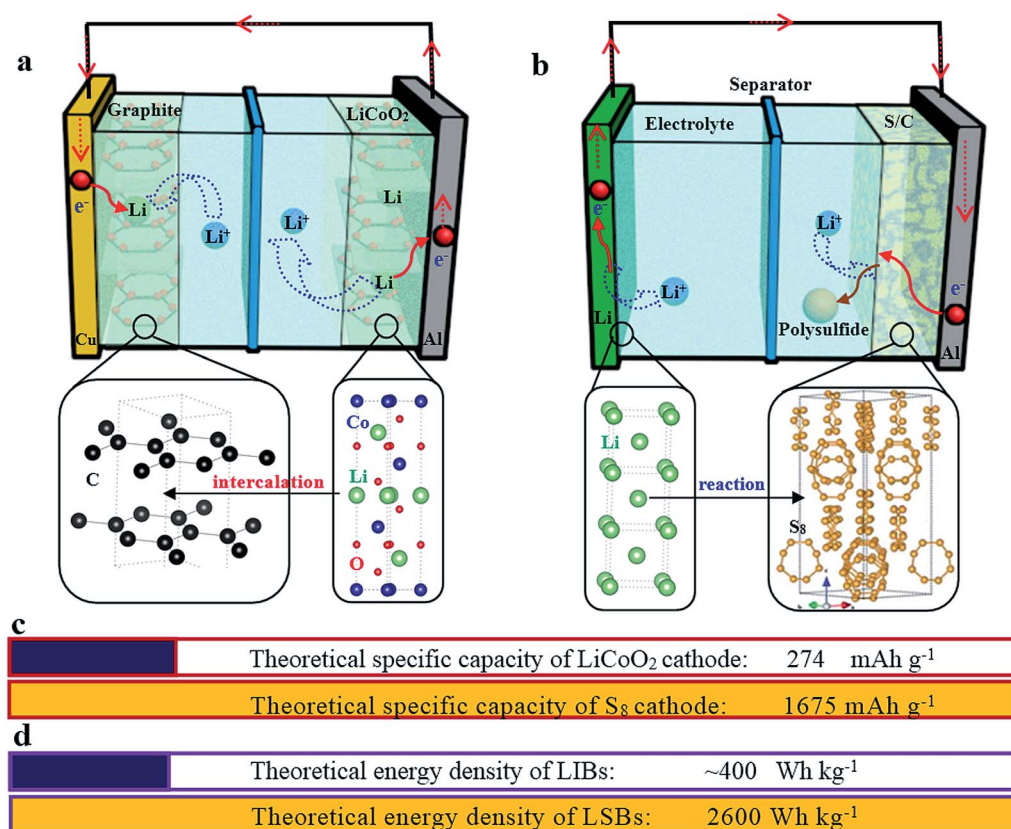 a
Graphite
LiCoO₂
e⁻
Li
Li⁺
Li⁺
Li
Li
e⁻
Cu
Al
C
intercalation
Co
Li
O
b
Separator
Electrolyte
S/C
e⁻
Li⁺
Li⁺
Polysulfide
e⁻
Li
Al
Li
reaction
S₈
c
Theoretical specific capacity of LiCoO₂ cathode: 274 mAh g⁻¹
Theoretical specific capacity of S₈ cathode: 1675 mAh g⁻¹
d
Theoretical energy density of LIBs: ~400 Wh kg⁻¹
Theoretical energy density of LSBs: 2600 Wh kg⁻¹